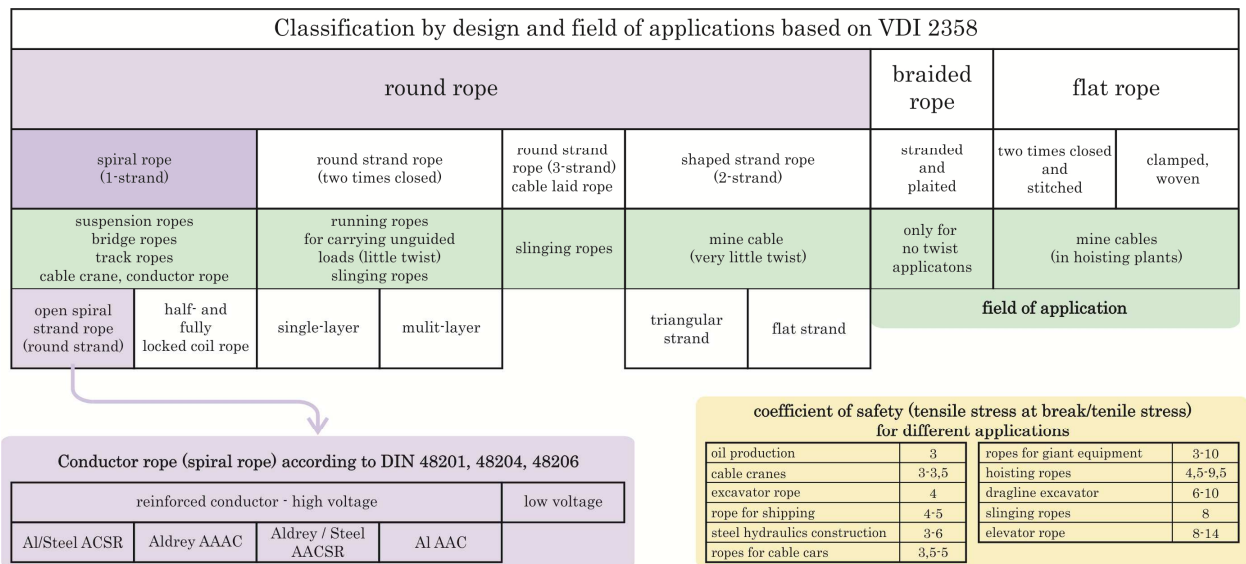 Classification by design and field of applications based on VDI 2358
round rope
braided
rope
flat rope
spiral rope
(1-strand)
round strand rope
(two times closed)
round strand
rope (3-strand)
cable laid rope
shaped strand rope
(2-strand)
stranded
and
plaited
two times closed
and
stitched
clamped,
woven
suspension ropes
bridge ropes
track ropes
cable crane, conductor rope
running ropes
for carrying unguided
loads (little twist)
slinging ropes
slinging ropes
mine cable
(very little twist)
only for
no twist
applicatons
mine cables
(in hoisting plants)
open spiral
strand rope
(round strand)
half- and
fully
locked coil rope
single-layer
mulit-layer
triangular
strand
flat strand
field of application
Conductor rope (spiral rope) according to DIN 48201, 48204, 48206
reinforced conductor - high voltage
low voltage
Al/Steel ACSR
Aldrey AAAC
Aldrey / Steel
AACSR
Al AAC
coefficient of safety (tensile stress at break/tenile stress)
for different applications
oil production 3
cable cranes 3-3,5
excavator rope 4
rope for shipping 4-5
steel hydraulics construction 3-6
ropes for cable cars 3,5-5
ropes for giant equipment 3-10
hoisting ropes 4,5-9,5
dragline excavator 6-10
slinging ropes 8
elevator rope 8-14